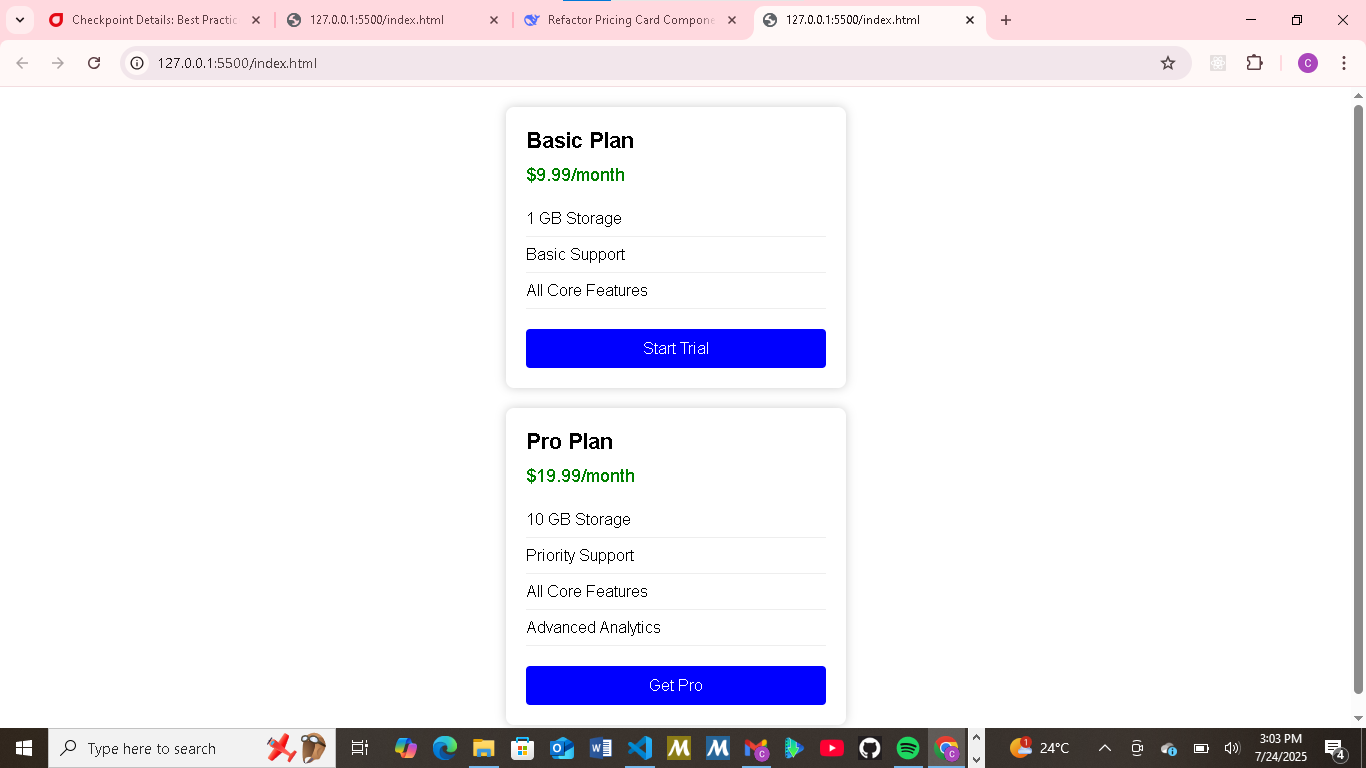 Checkpoint Details: Best Practic
127.0.0.1:5500/index.html
Refactor Pricing Card Compone
127.0.0.1:5500/index.html
127.0.0.1:5500/index.html
C
Basic Plan
$9.99/month
1 GB Storage
Basic Support
All Core Features
Start Trial
Pro Plan
$19.99/month
10 GB Storage
Priority Support
All Core Features
Advanced Analytics
Get Pro
Type here to search
1
24°C
3:03 PM
7/24/2025
4